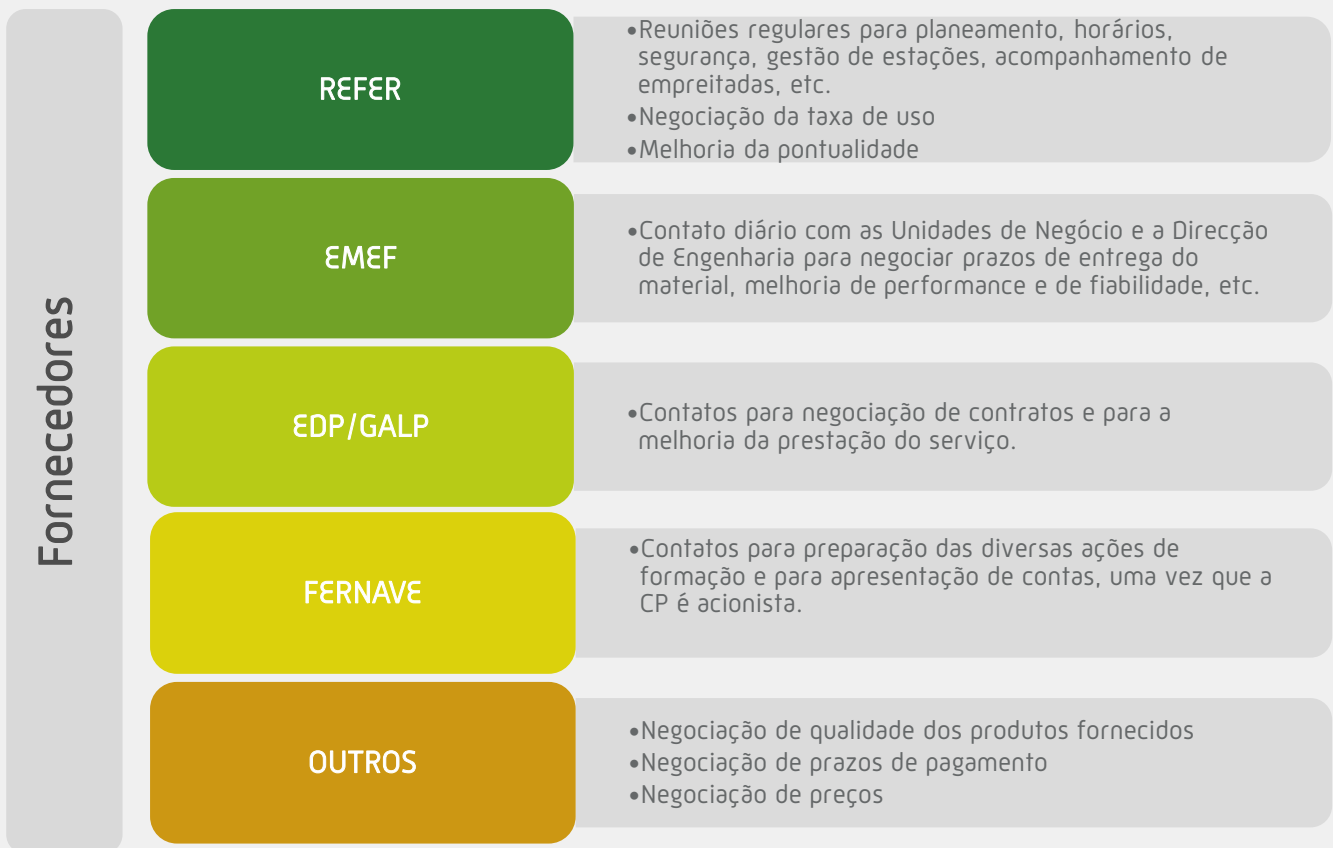 Fornecedores
REFER
•Reuniões regulares para planeamento, horários,
segurança, gestão de estações, acompanhamento de
empreitadas, etc.
•Negociação da taxa de uso
•Melhoria da pontualidade
EMEF
•Contato diário com as Unidades de Negócio e a Direcção
de Engenharia para negociar prazos de entrega do
material, melhoria de performance e de fiabilidade, etc.
EDP/GALP
•Contatos para negociação de contratos e para a
melhoria da prestação do serviço.
FERNAVE
•Contatos para preparação das diversas ações de
formação e para apresentação de contas, uma vez que a
CP é acionista.
OUTROS
•Negociação de qualidade dos produtos fornecidos
•Negociação de prazos de pagamento
•Negociação de preços